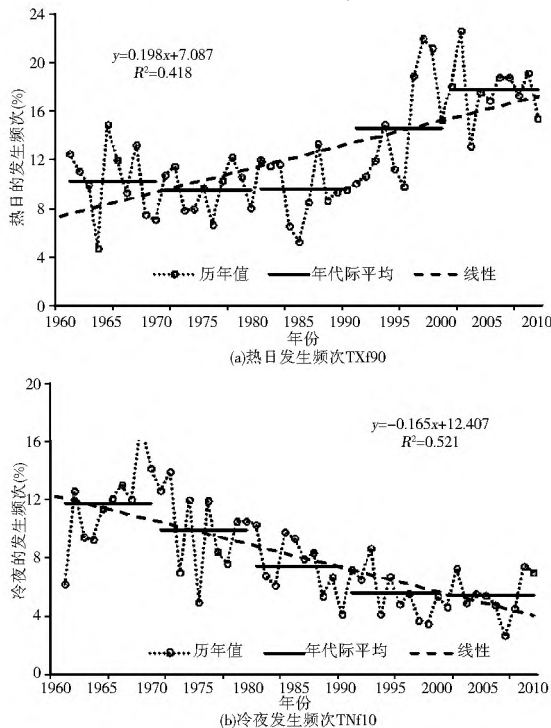 24
20
16
12
8
4
0
热日的发生频次(%)
y=0.198x+7.087
R²=0.418
历年值 年代际平均 线性
1960 1965 1970 1975 1980 1985 1990 1995 2000 2005 2010
年份
(a)热日发生频次TXf90
20
16
12
8
4
0
冷夜的发生频次(%)
y=-0.165x+12.407
R²=0.521
历年值 年代际平均 线性
1960 1965 1970 1975 1980 1985 1990 1995 2000 2005 2010
年份
(b)冷夜发生频次TNf10